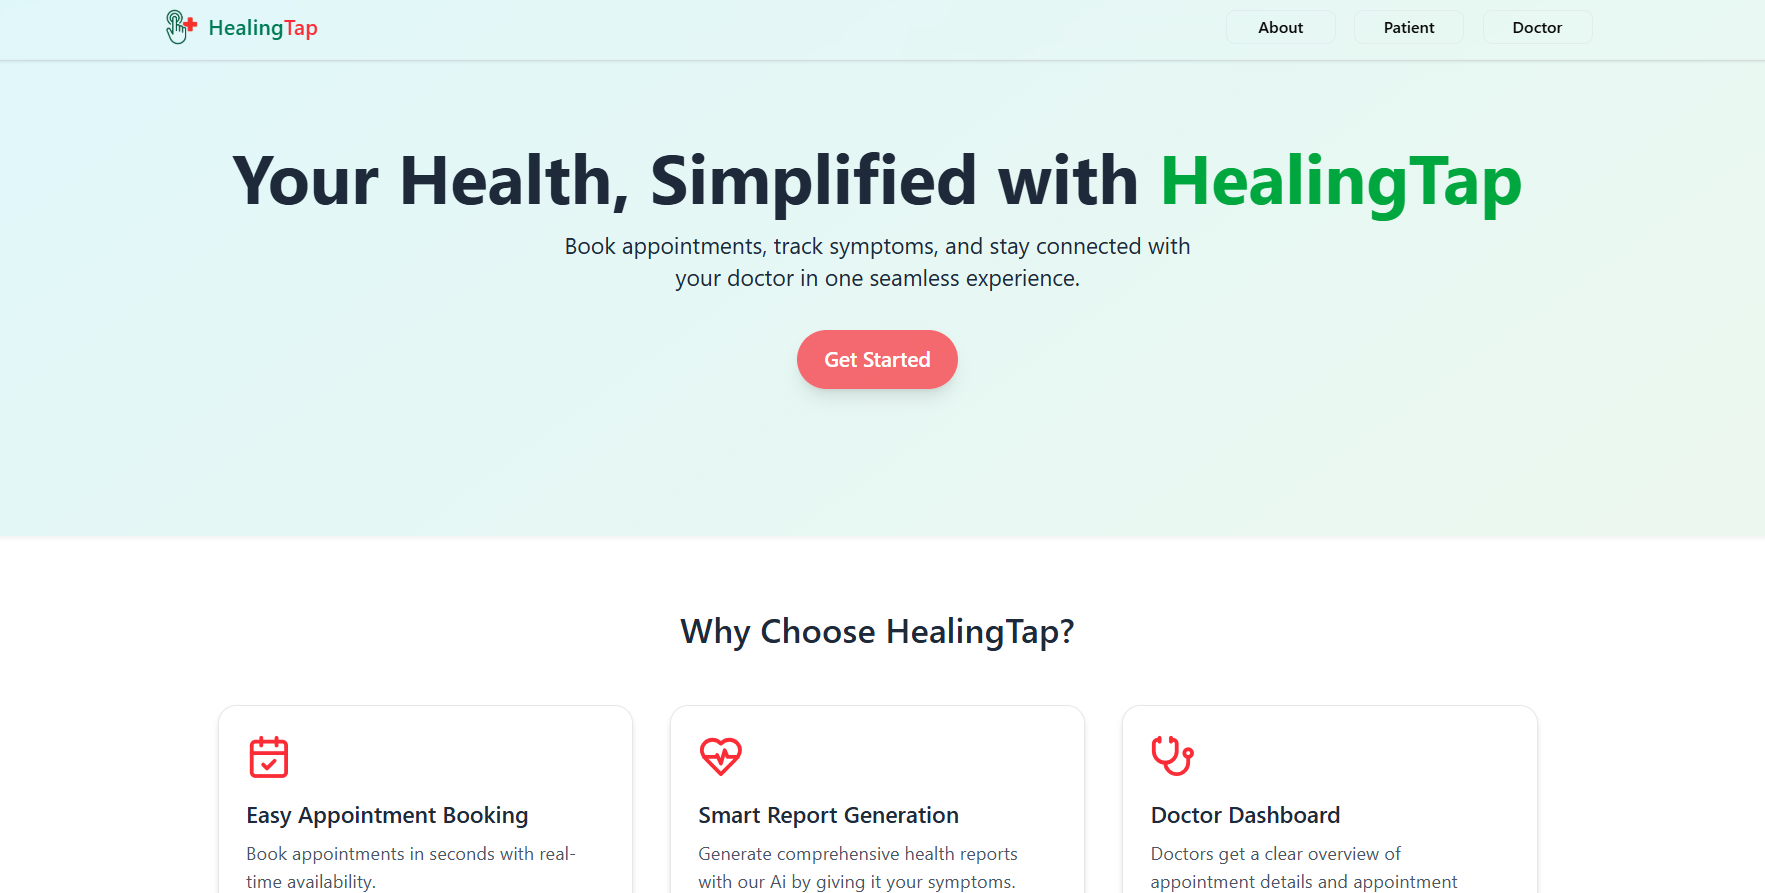 HealingTap
About
Patient
Doctor
Your Health, Simplified with HealingTap
Book appointments, track symptoms, and stay connected with
your doctor in one seamless experience.
Get Started
Why Choose HealingTap?
Easy Appointment Booking
Book appointments in seconds with real-
time availability.
Smart Report Generation
Generate comprehensive health reports
with our Ai by giving it your symptoms.
Doctor Dashboard
Doctors get a clear overview of
appointment details and appointment